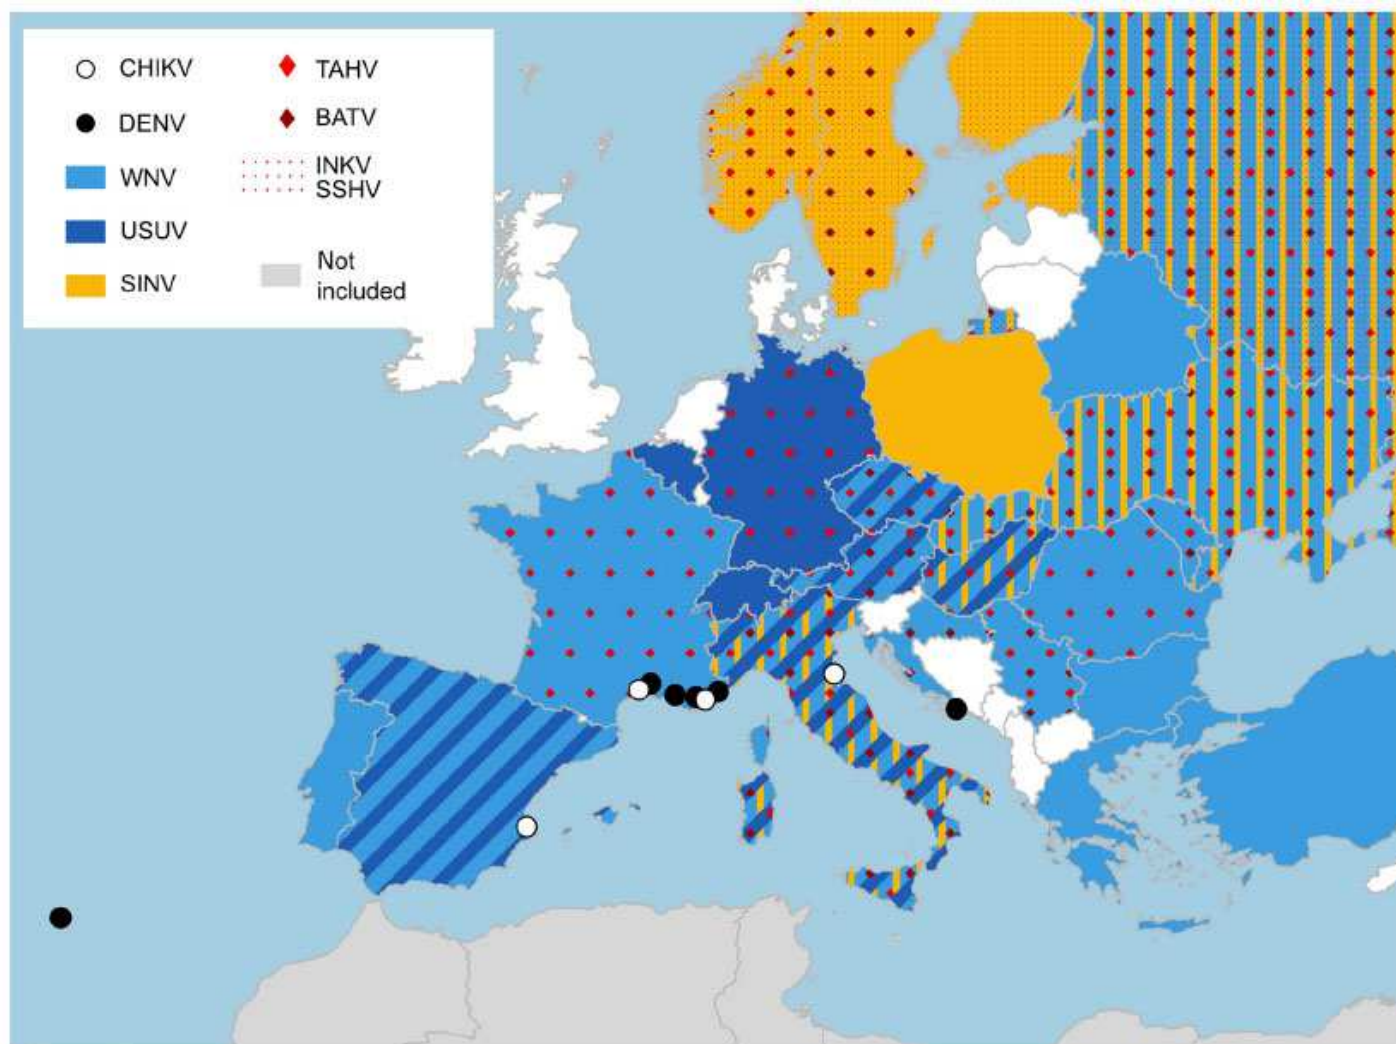 CHIKV
DENV
WNV
USUV
SINV
TAHV
BATV
INKV
SSHV
Not
included